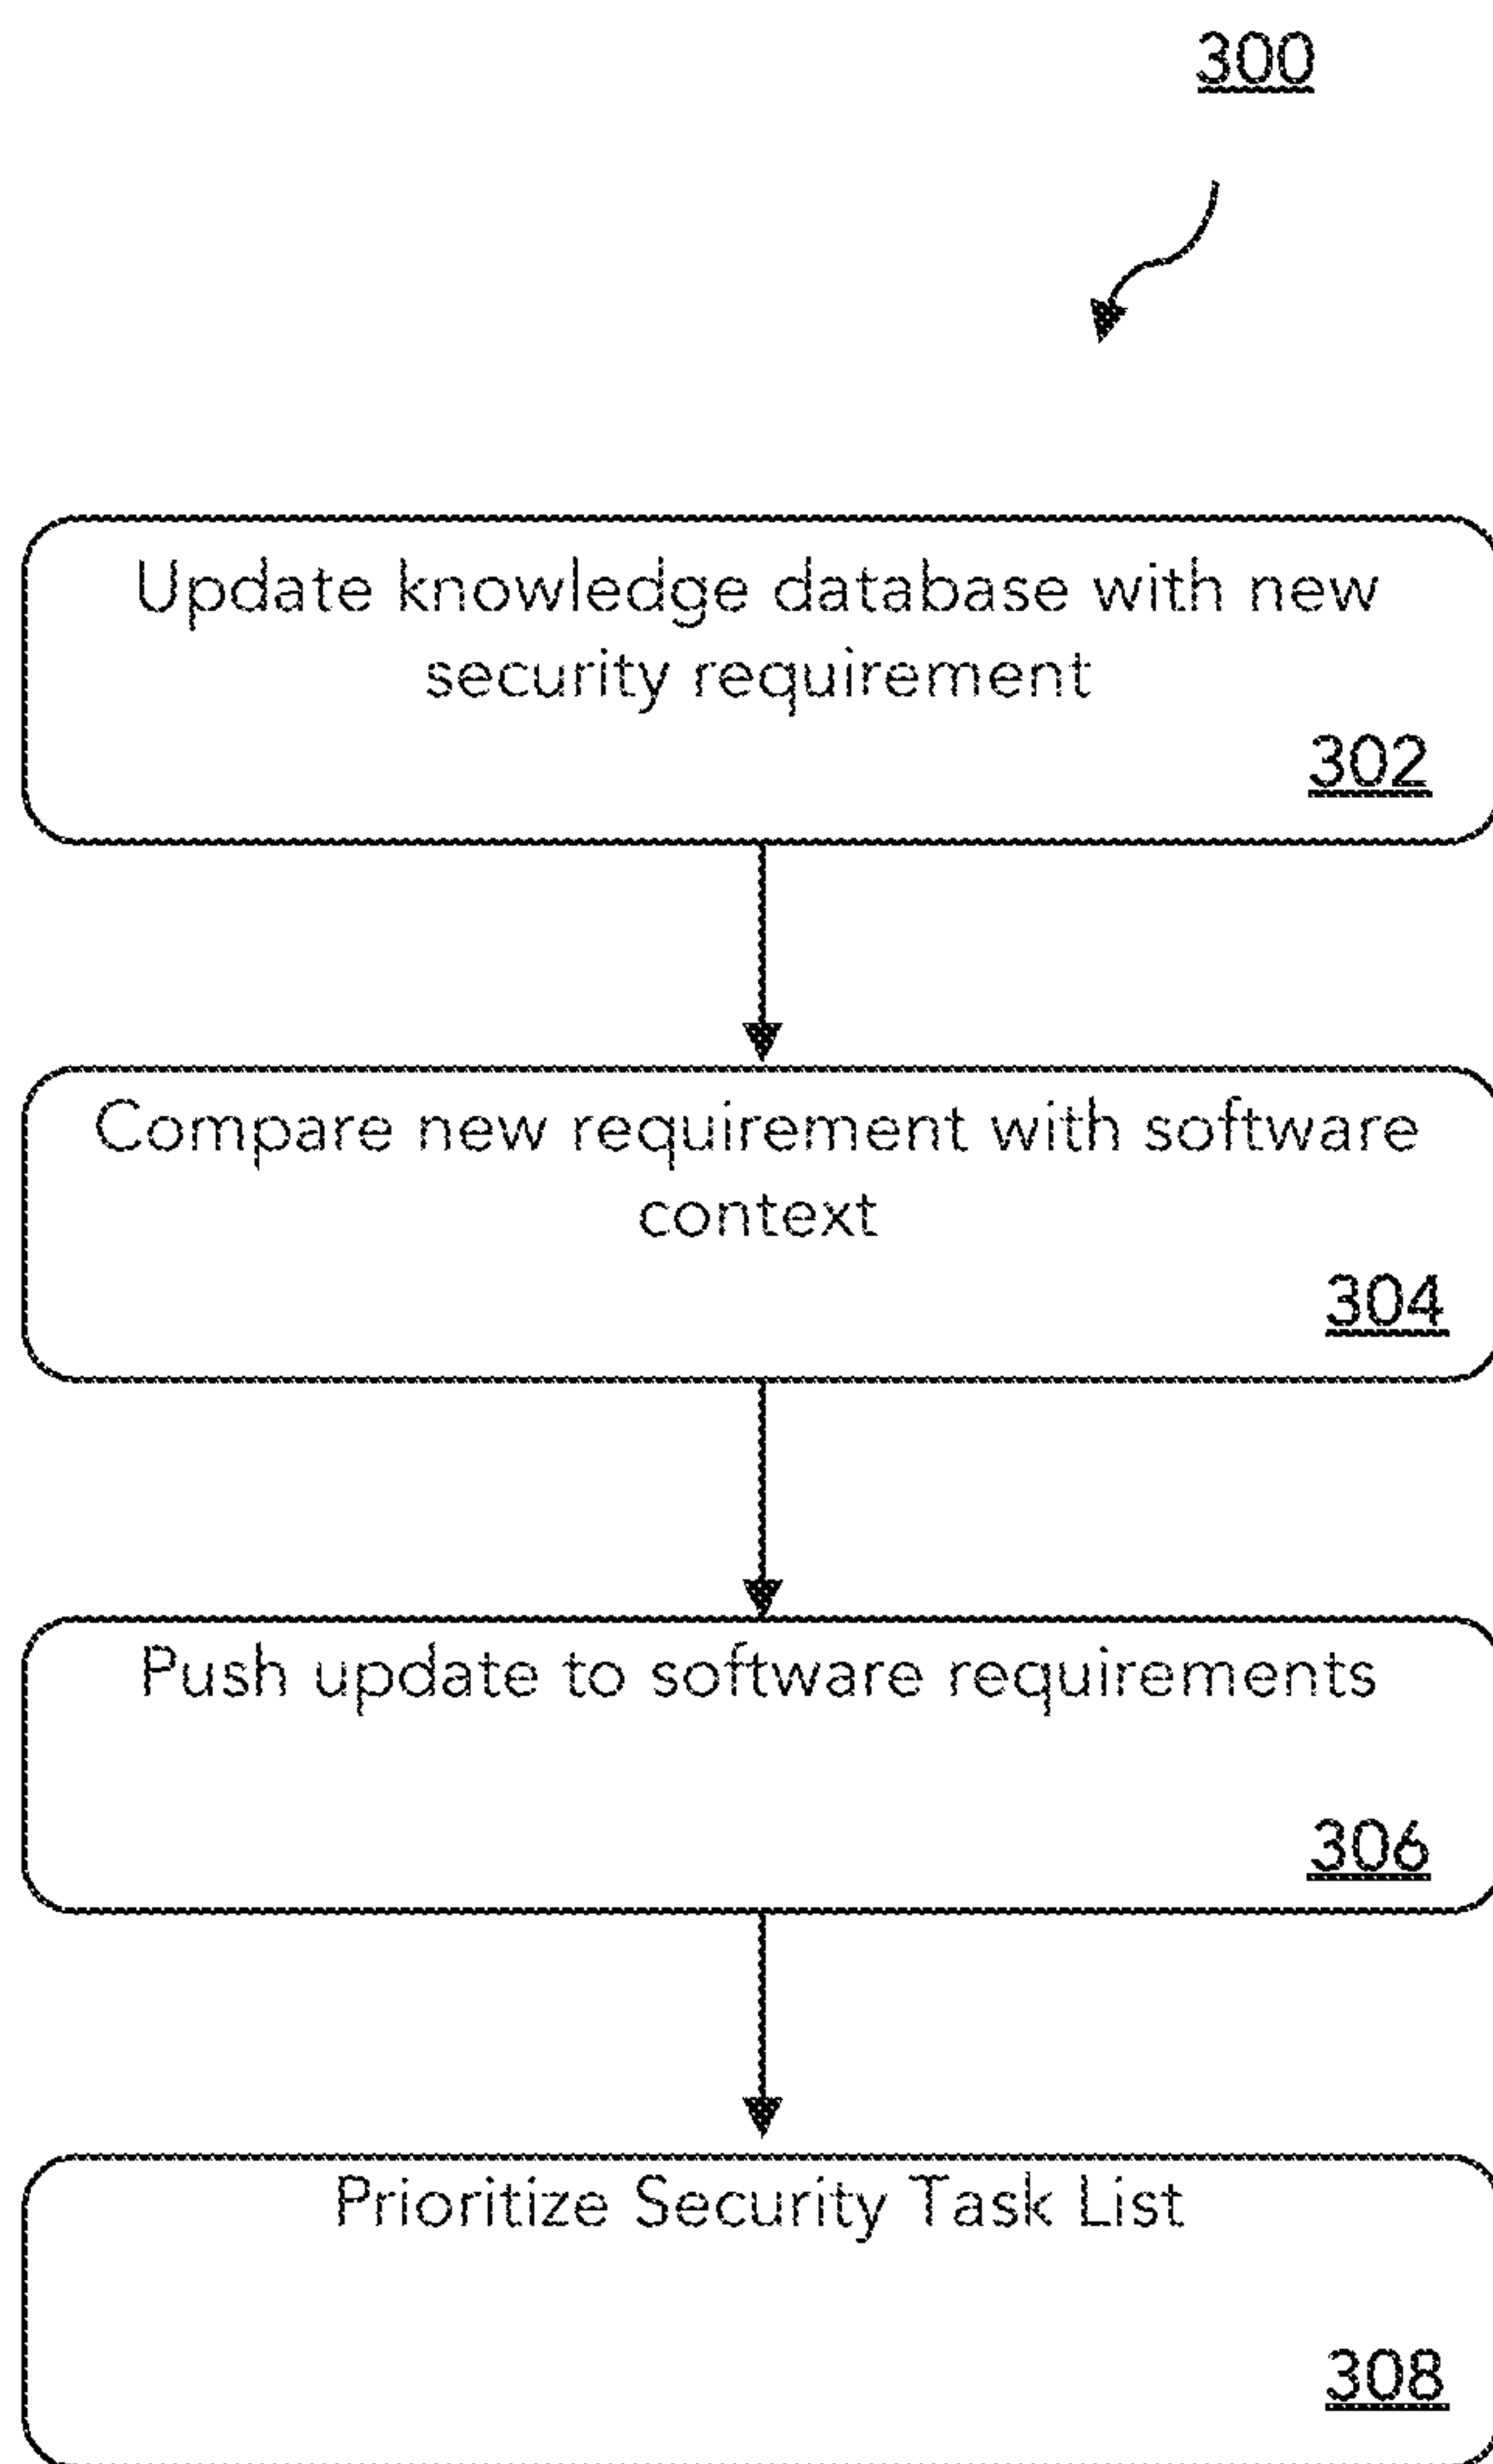 300
Update knowledge database with new
security requirement
302
Compare new requirement with software
context
304
Push update to software requirements
306
Prioritize Security Task List
308